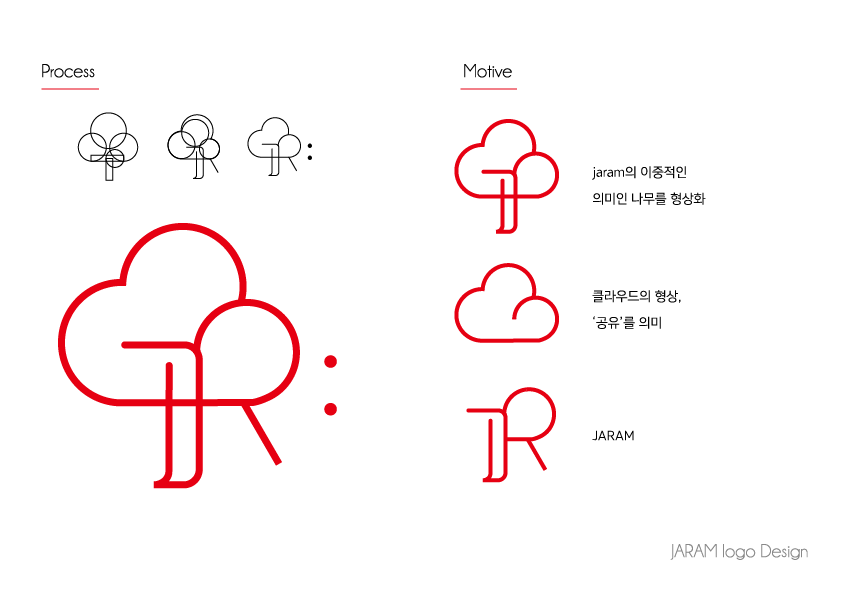 Process
Motive
jaram의 이중적인
의미인 나무를 형상화
클라우드의 형상,
‘공유’를 의미
JARAM
JARAM logo Design